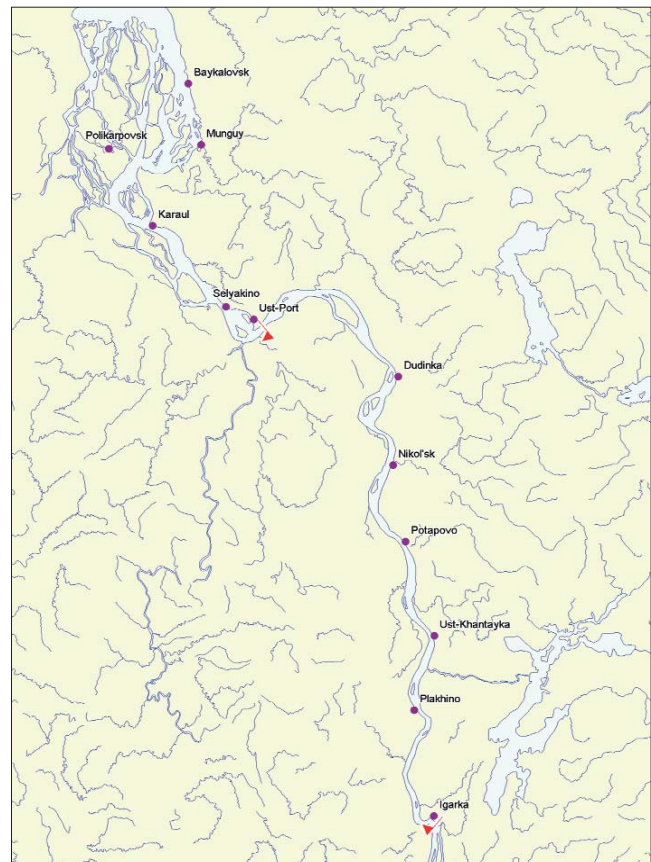 Baykalovsk
Munguy
Polikarpovsk
Karaul
Selyakino
Ust-Port
Dudinka
Nikol'sk
Potapovo
Ust-Khantayka
Plakhino
Igarka